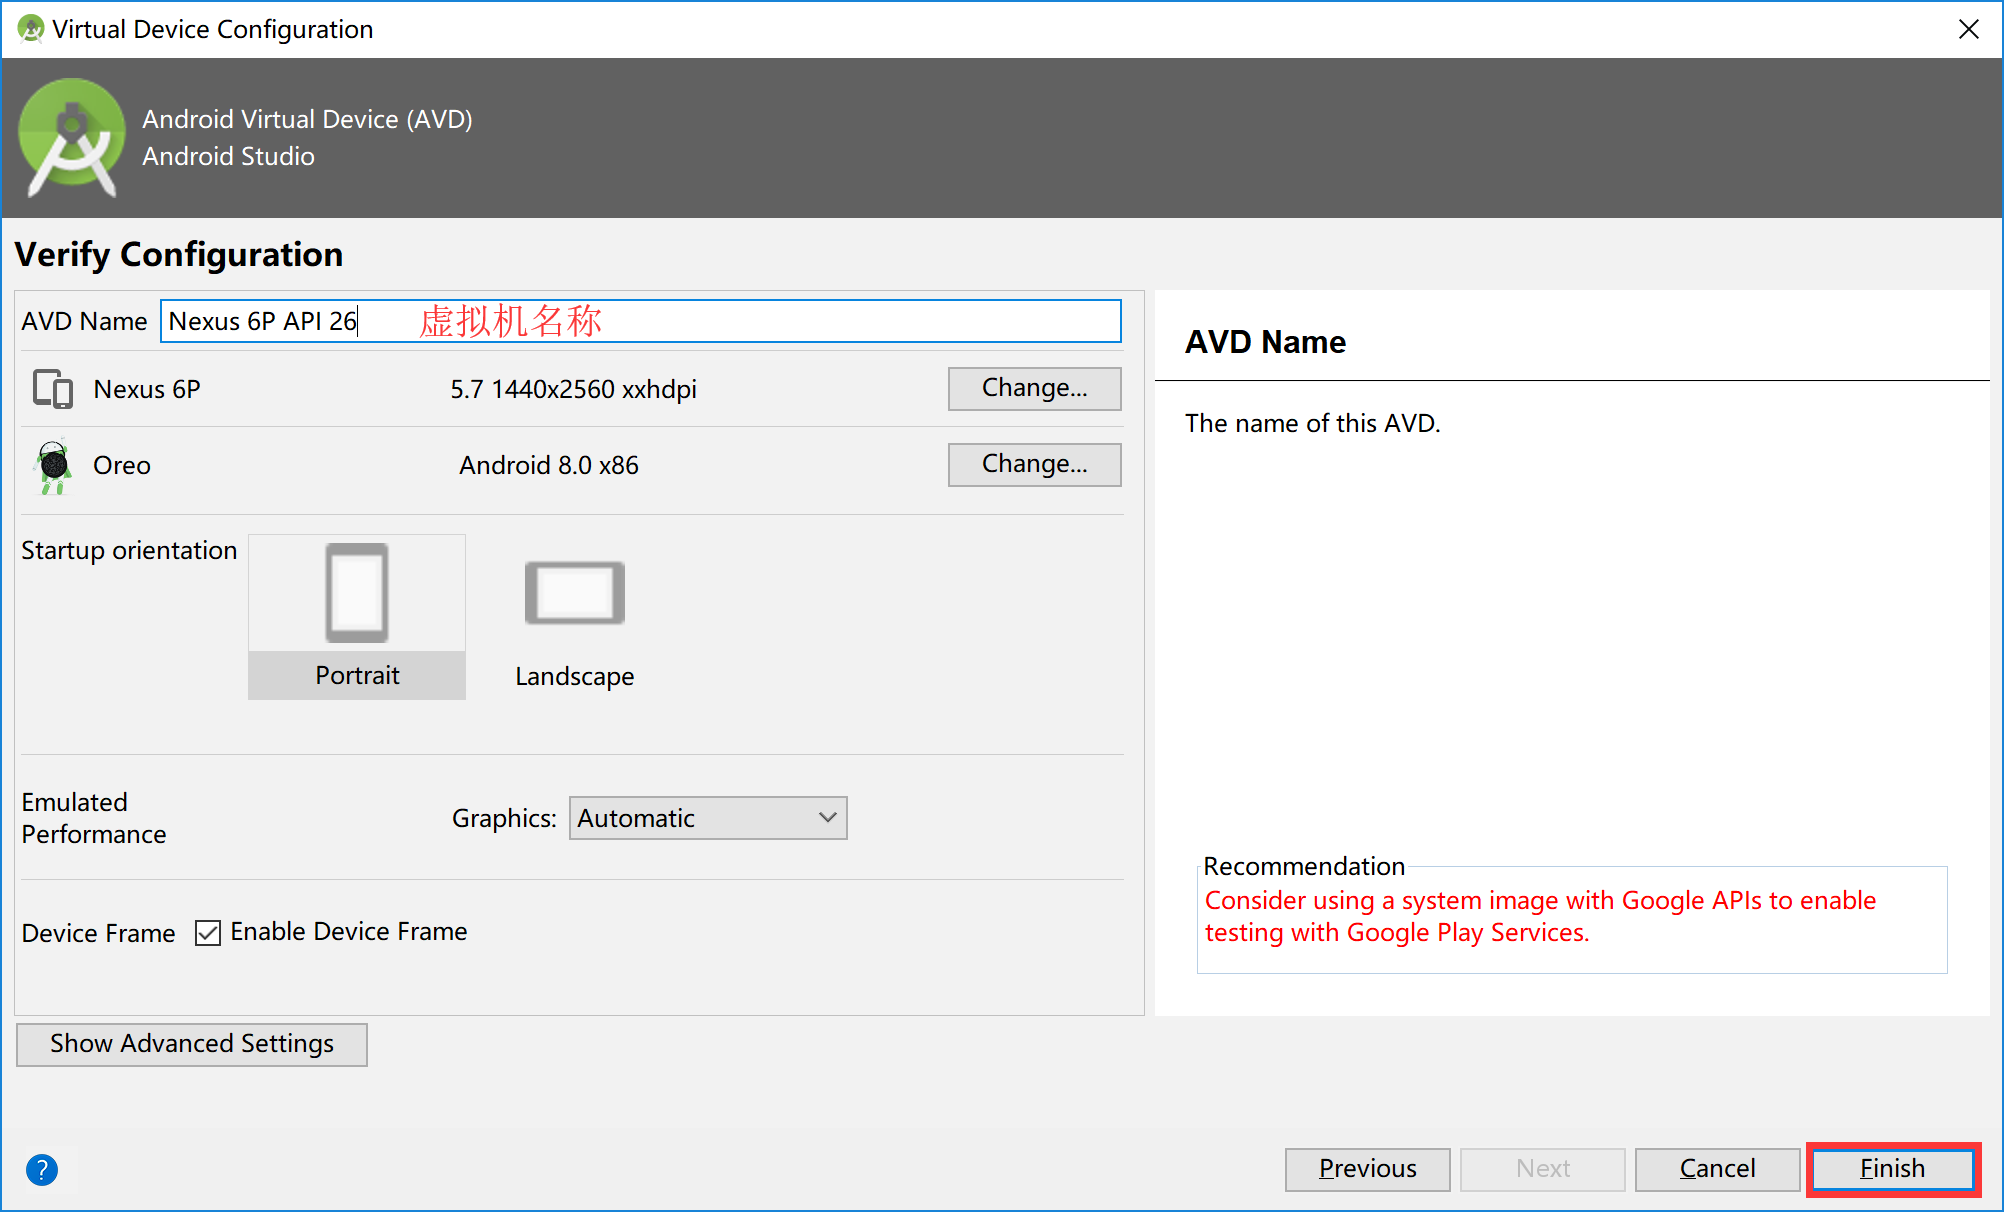 Virtual Device Configuration
Android Virtual Device (AVD)
Android Studio
Verify Configuration
AVD Name Nexus 6P API 26 虚拟机名称
Nexus 6P 5.7 1440x2560 xxhdpi Change...
Oreo Android 8.0 x86 Change...
Startup orientation
Portrait Landscape
Emulated
Performance
Graphics: Automatic
Device Frame Enable Device Frame
Show Advanced Settings
AVD Name
The name of this AVD.
Recommendation
Consider using a system image with Google APIs to enable
testing with Google Play Services.
? Previous Next Cancel Finish